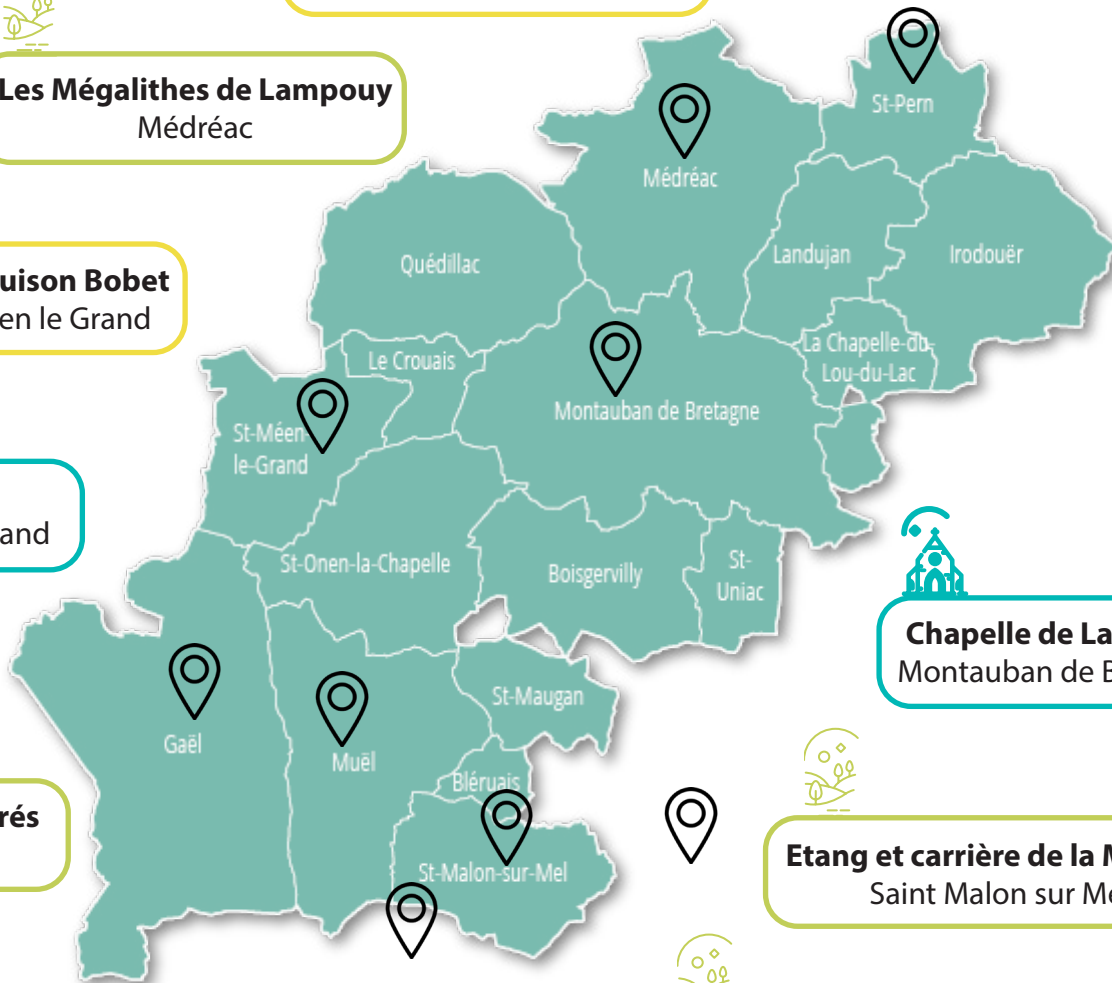 Les Mégalithes de Lampouy
Médréac
St-Pern
Médréac
Landujan
Irodouër
Quédillac
uison Bobet
en le Grand
La Chapelle-du-
Lou-du-Lac
Le Crouais
Montauban de Bretagne
St-Méen-
le-Grand
and
St-Onen-la-Chapelle
Boisgervilly
St-
Uniac
Chapelle de La
Montauban de B
St-Maugan
Gaël
Muël
Bléruais
rés
St-Malon-sur-Mel
Etang et carrière de la M
Saint Malon sur Me